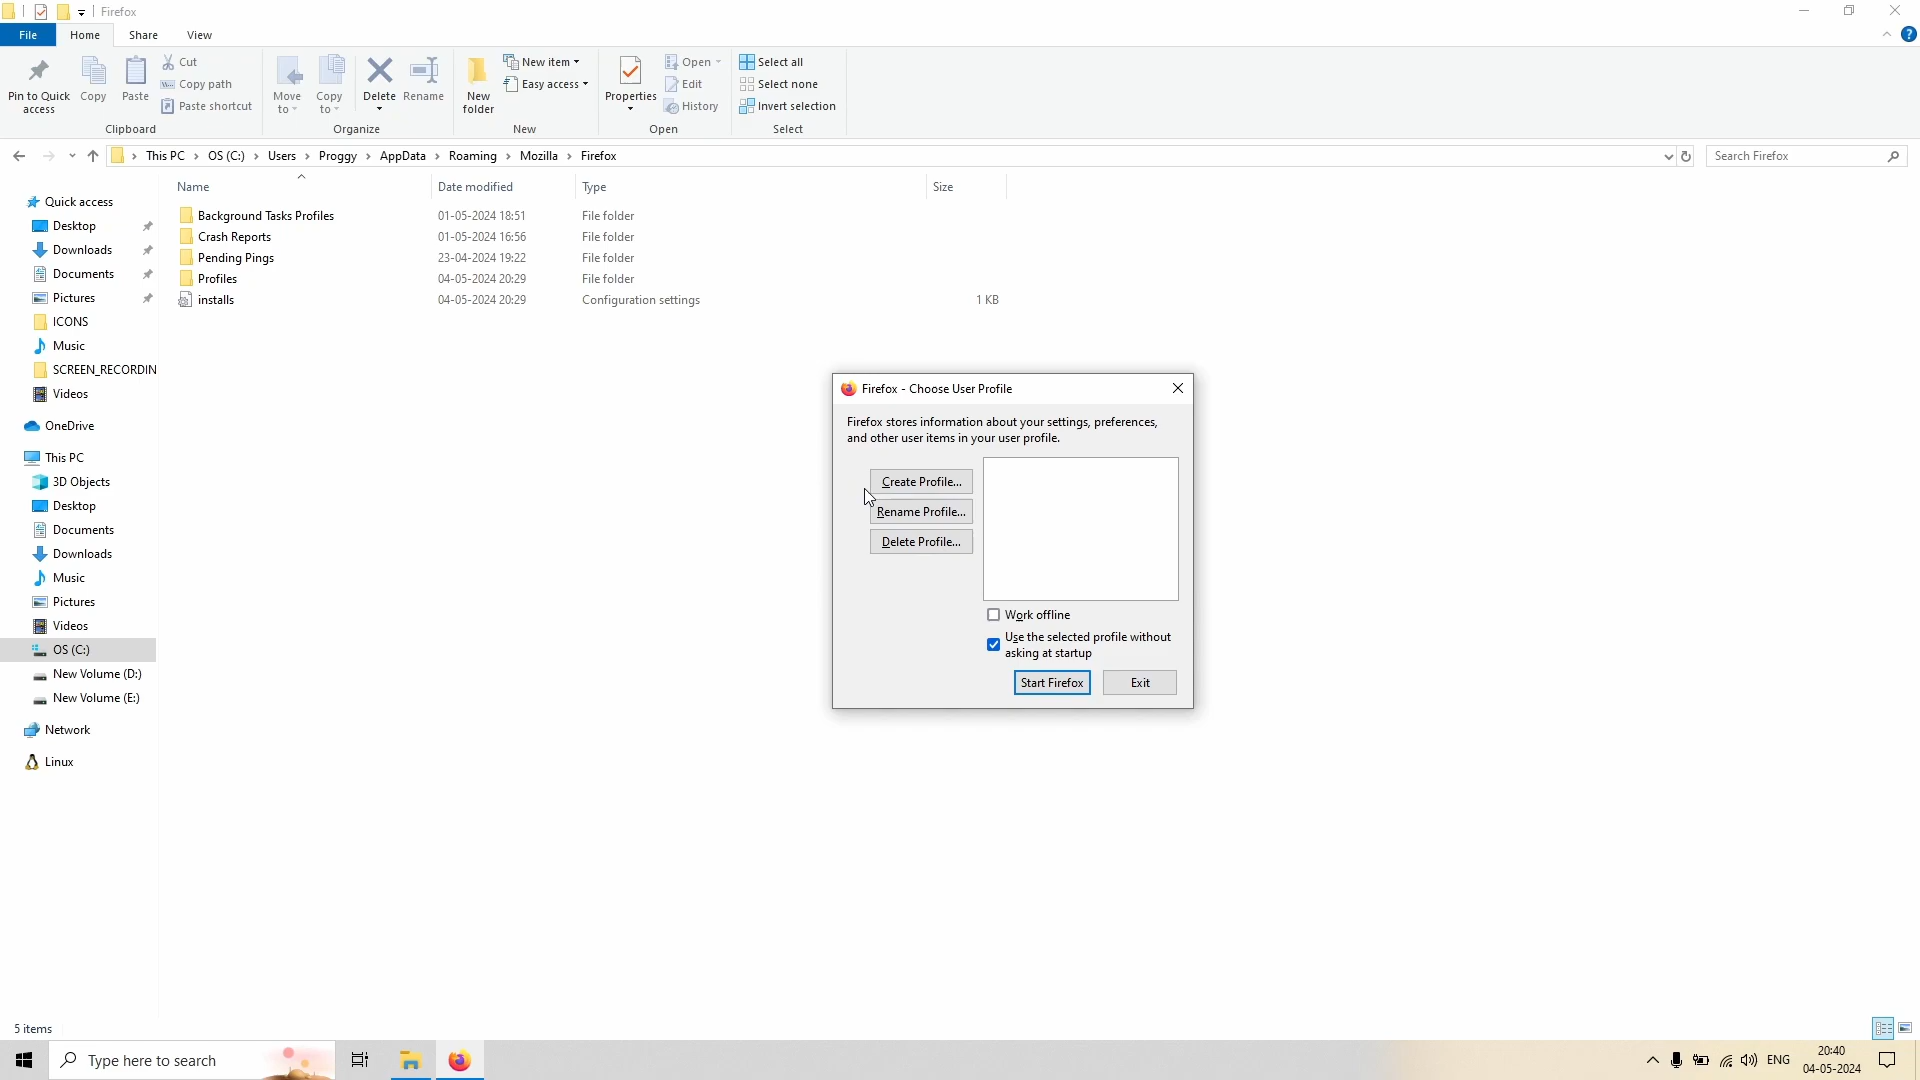 Firefox
File
Home
Share
View
Pin to Quick
access
Copy
Paste
Cut
Copy path
Paste shortcut
Clipboard
Move
to
Copy
to
Delete
Rename
Organize
New
folder
New item
Easy access
New
Properties
Open
Edit
History
Open
Select all
Select none
Invert selection
Select
This PC > OS (C:) > Users > Proggy > AppData > Roaming > Mozilla > Firefox
Search Firefox
Name Date modified Type Size
Background Tasks Profiles 01-05-2024 18:51 File folder
Crash Reports 01-05-2024 16:56 File folder
Pending Pings 23-04-2024 19:22 File folder
Profiles 04-05-2024 20:29 File folder
installs 04-05-2024 20:29 Configuration settings 1 KB
Quick access
Desktop
Downloads
Documents
Pictures
ICONS
Music
SCREEN_RECORDIN
Videos
OneDrive
This PC
3D Objects
Desktop
Documents
Downloads
Music
Pictures
Videos
OS (C:)
New Volume (D:)
New Volume (E:)
Network
Linux
Firefox - Choose User Profile
Firefox stores information about your settings, preferences,
and other user items in your user profile.
Create Profile...
Rename Profile...
Delete Profile...
Work offline
Use the selected profile without
asking at startup
Start Firefox
Exit
5 items
Type here to search
ENG
20:40
04-05-2024